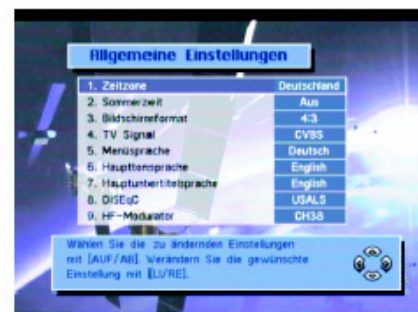 Allgemeine Einstellungen
1. Zeitzone Deutschland
2. Sommerzeit Aus
3. Bildschirmformat 4:3
4. TV Signal CVBS
5. Menüsprache Deutsch
6. Haupttonsprache English
7. Hauptuntertitelsprache English
8. DiSEqC USALS
9. HF-Modulator CH38
Wählen Sie die zu ändernden Einstellungen
mit [AUF/AB]. Verändern Sie die gewünschte
Einstellung mit [LI/RE].